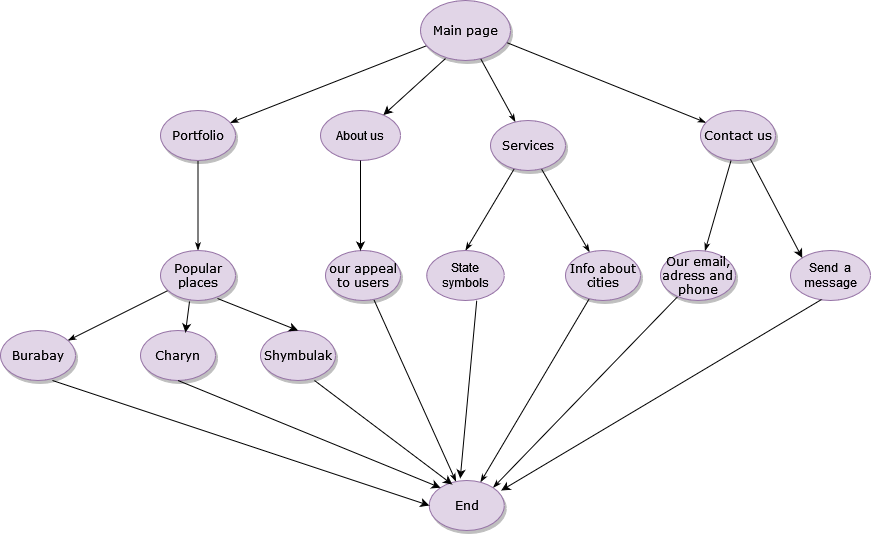 Main page
Portfolio
About us
Services
Contact us
Popular
places
our appeal
to users
State
symbols
Info about
cities
Our email,
adress and
phone
Send a
message
Burabay
Charyn
Shymbulak
End